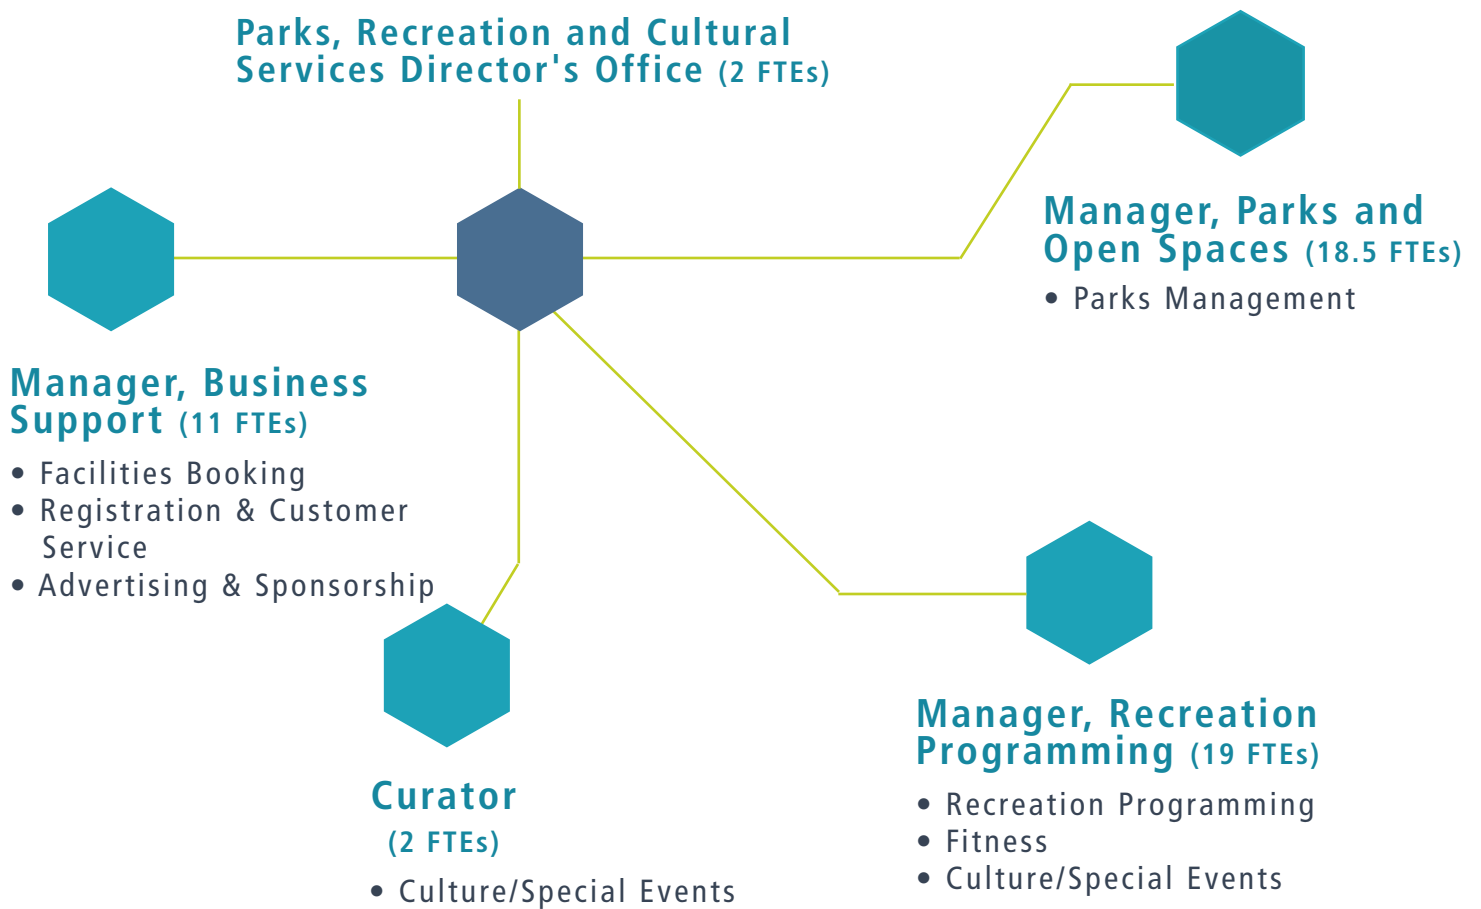 Parks, Recreation and Cultural
Services Director's Office (2 FTEs)
Manager, Parks and
Open Spaces (18.5 FTEs)
• Parks Management
Manager, Business
Support (11 FTEs)
• Facilities Booking
• Registration & Customer
Service
• Advertising & Sponsorship
Curator
(2 FTEs)
• Culture/Special Events
Manager, Recreation
Programming (19 FTEs)
• Recreation Programming
• Fitness
• Culture/Special Events